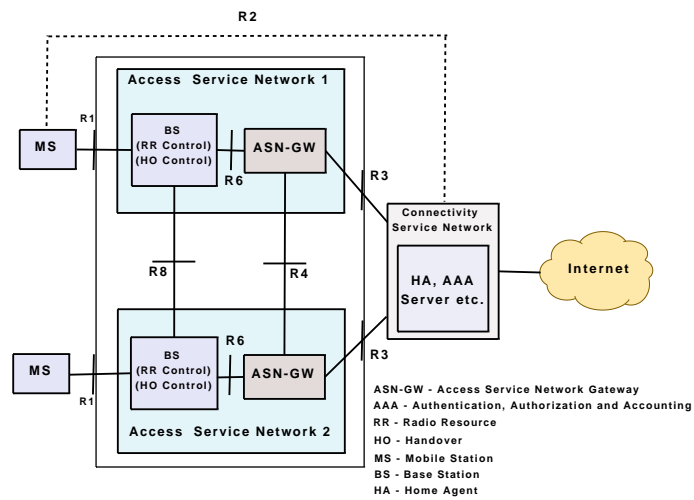 R2
Access Service Network 1
R1
MS
BS
(RR Control)
(HO Control)
R6
ASN-GW
R3
Connectivity
Service Network
HA, AAA
Server etc.
Internet
R8
R4
MS
R1
BS
(RR Control)
(HO Control)
R6
ASN-GW
R3
Access Service Network 2
ASN-GW - Access Service Network Gateway
AAA - Authentication, Authorization and Accounting
RR - Radio Resource
HO - Handover
MS - Mobile Station
BS - Base Station
HA - Home Agent